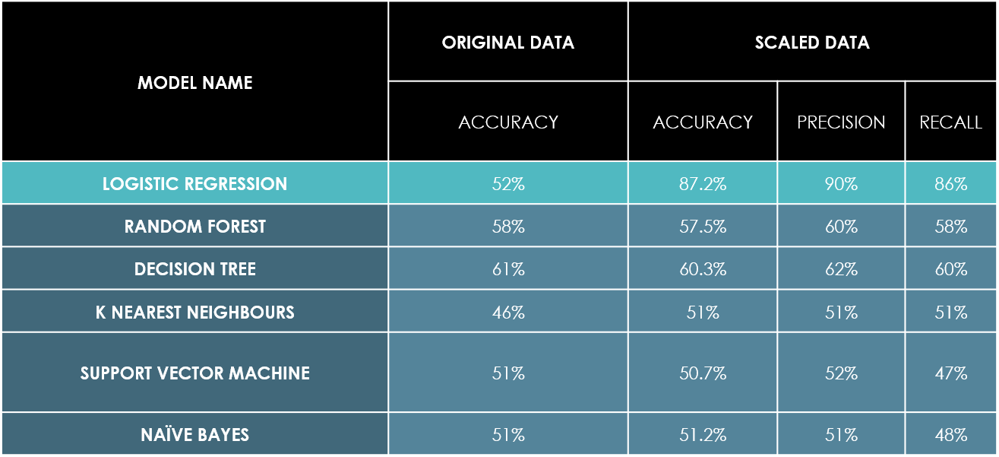 MODEL NAME
ORIGINAL DATA
SCALED DATA
ACCURACY
ACCURACY
PRECISION
RECALL
LOGISTIC REGRESSION 52% 87.2% 90% 86%
RANDOM FOREST 58% 57.5% 60% 58%
DECISION TREE 61% 60.3% 62% 60%
K NEAREST NEIGHBOURS 46% 51% 51% 51%
SUPPORT VECTOR MACHINE 51% 50.7% 52% 47%
NAÏVE BAYES 51% 51.2% 51% 48%